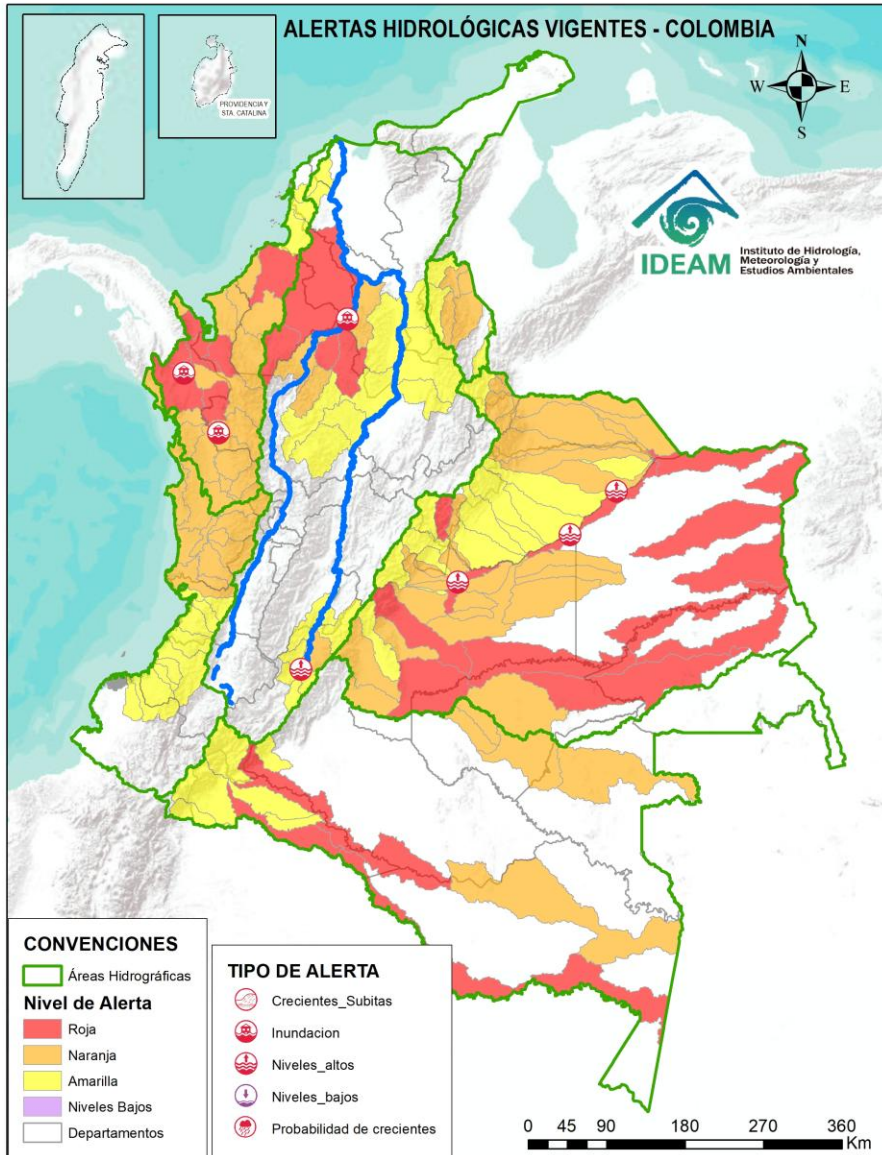 ALERTAS HIDROLÓGICAS VIGENTES - COLOMBIA
PROVIDENCIA Y
STA. CATALINA
N
W
E
S
IDEAM
Instituto de Hidrología,
Meteorología y
Estudios Ambientales
CONVENCIONES
Áreas Hidrográficas
Nivel de Alerta
Roja
Naranja
Amarilla
Niveles Bajos
Departamentos
TIPO DE ALERTA
Crecientes_Subitas
Inundacion
Niveles_altos
Niveles_bajos
Probabilidad de crecientes
0 45 90 180 270 360
Km